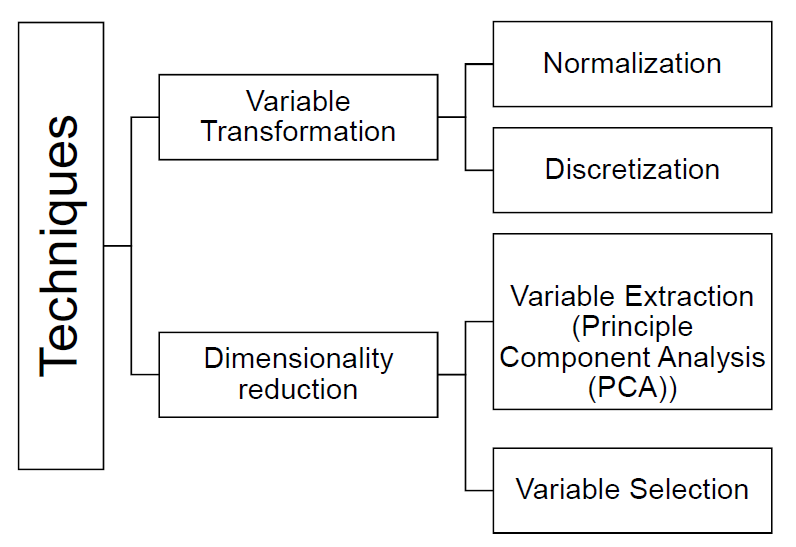 Techniques
Variable
Transformation
Normalization
Discretization
Dimensionality
reduction
Variable Extraction
(Principle
Component Analysis
(PCA))
Variable Selection